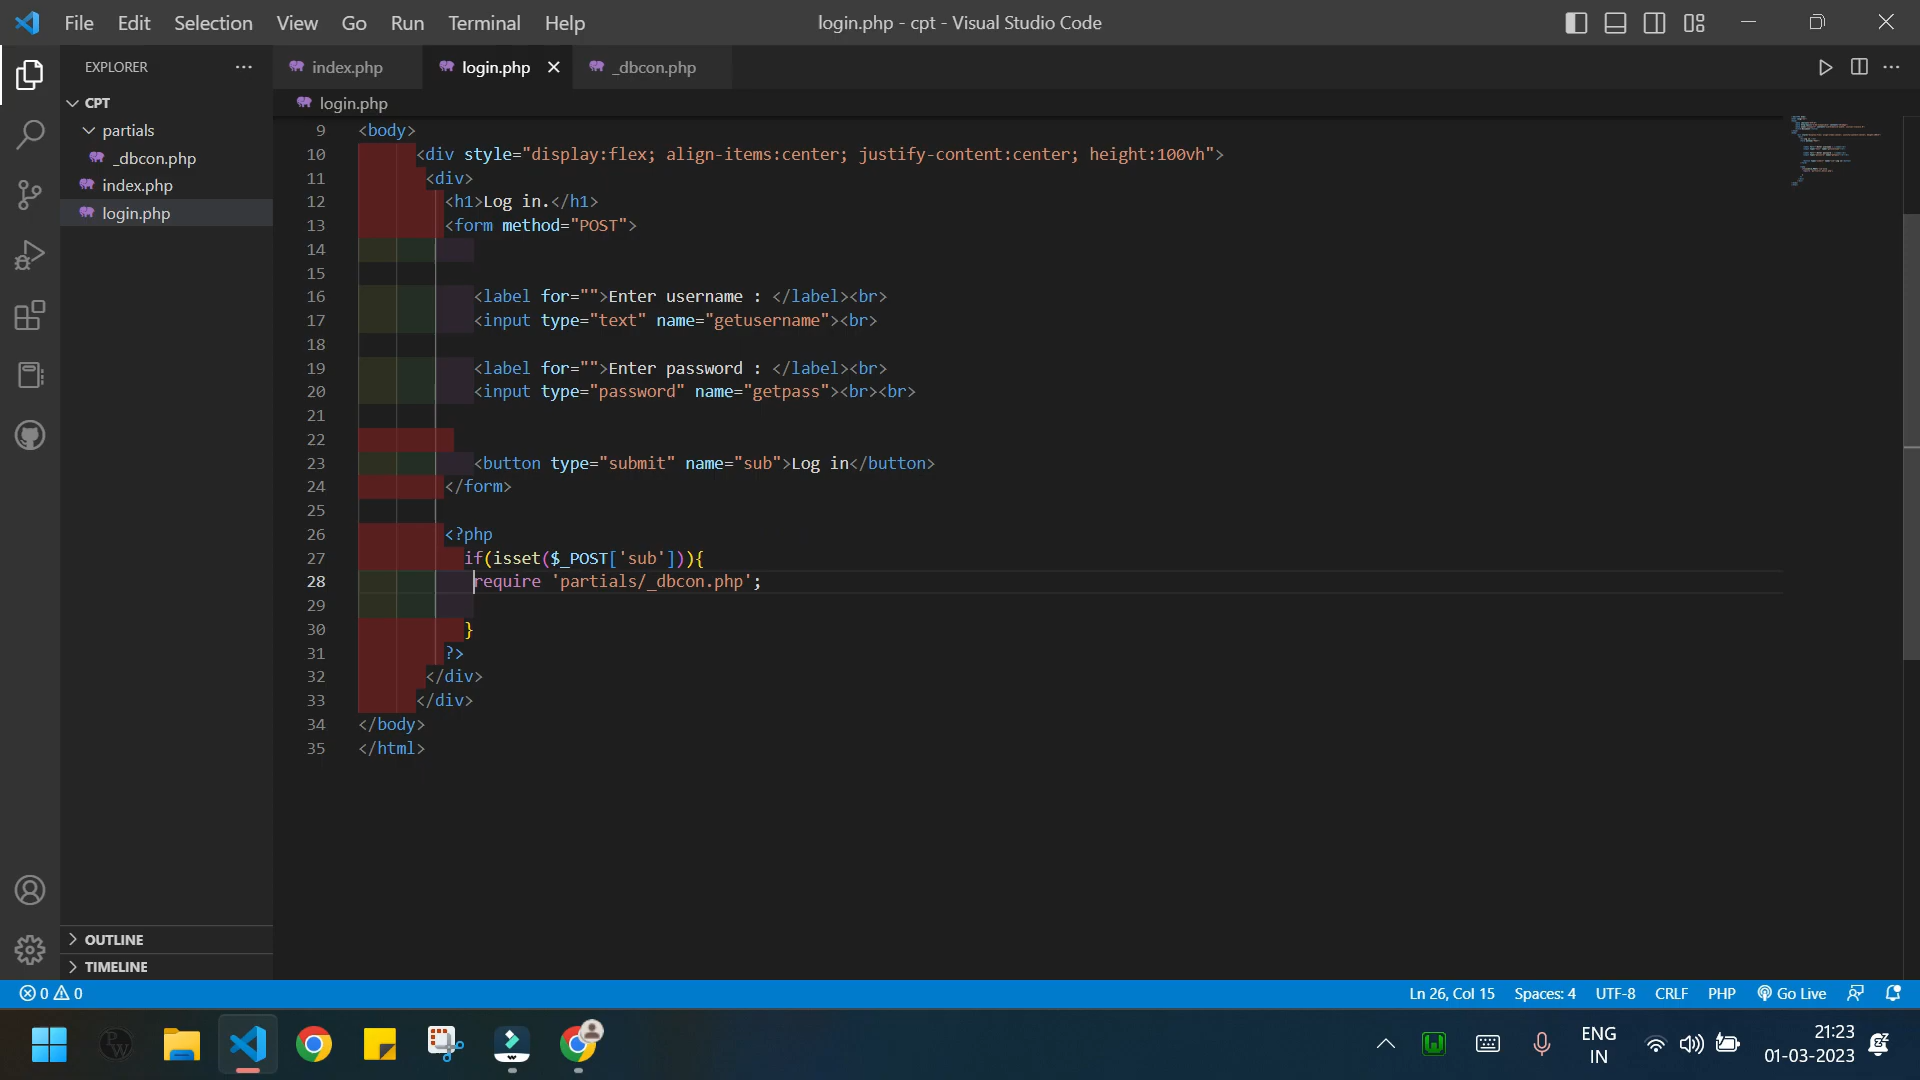 File Edit Selection View Go Run Terminal Help
login.php - cpt - Visual Studio Code
EXPLORER
index.php
login.php
_dbcon.php
CPT
partials
_dbcon.php
index.php
login.php
OUTLINE
TIMELINE
login.php
9 <body>
10 <div style="display:flex; align-items:center; justify-content:center; height:100vh">
11 <div>
12 <h1>Log in.</h1>
13 <form method="POST">
14
15
16 <label for="">Enter username : </label><br>
17 <input type="text" name="getusername"><br>
18
19 <label for="">Enter password : </label><br>
20 <input type="password" name="getpass"><br><br>
21
22
23 <button type="submit" name="sub">Log in</button>
24 </form>
25
26 <?php
27 if(isset($_POST['sub'])){
28 require 'partials/_dbcon.php';
29
30 }
31 ?>
32 </div>
33 </div>
34 </body>
35 </html>
0 0
Ln 26, Col 15 Spaces: 4 UTF-8 CRLF PHP Go Live
ENG
IN
21:23
01-03-2023